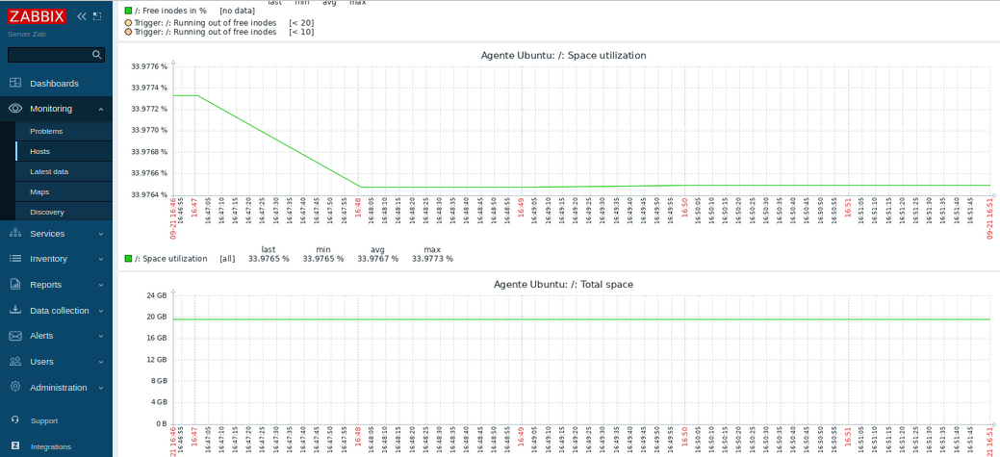 ZABBIX
Server Zab
Dashboards
Monitoring
Problems
Hosts
Latest data
Maps
Discovery
Services
Inventory
Reports
Data collection
Alerts
Users
Administration
Support
Integrations
last min avg max
/: Free inodes in % [no data]
Trigger: /: Running out of free inodes [< 20]
Trigger: /: Running out of free inodes [< 10]
Agente Ubuntu: /: Space utilization
33.9776 %
33.9774 %
33.9772 %
33.9770 %
33.9768 %
33.9766 %
33.9764 %
09-21 16:46 16:46:55 16:47 16:47:05 16:47:10 16:47:15 16:47:20 16:47:25 16:47:30 16:47:35 16:47:40 16:47:45 16:47:50 16:47:55 16:48 16:48:05 16:48:10 16:48:15 16:48:20 16:48:25 16:48:30 16:48:35 16:48:40 16:48:45 16:48:50 16:48:55 16:49 16:49:05 16:49:10 16:49:15 16:49:20 16:49:25 16:49:30 16:49:35 16:49:40 16:49:45 16:49:50 16:49:55 16:50 16:50:05 16:50:10 16:50:15 16:50:20 16:50:25 16:50:30 16:50:35 16:50:40 16:50:45 16:50:50 16:50:55 16:51 16:51:05 16:51:10 16:51:15 16:51:20 16:51:25 16:51:30 16:51:35 16:51:40 16:51:45 09-21 16:51
last min avg max
/: Space utilization [all] 33.9765 % 33.9765 % 33.9767 % 33.9773 %
Agente Ubuntu: /: Total space
24 GB
20 GB
16 GB
12 GB
8 GB
4 GB
0 B
21 16:46 16:46:55 16:47 16:47:05 16:47:10 16:47:15 16:47:20 16:47:25 16:47:30 16:47:35 16:47:40 16:47:45 16:47:50 16:47:55 16:48 16:48:05 16:48:10 16:48:15 16:48:20 16:48:25 16:48:30 16:48:35 16:48:40 16:48:45 16:48:50 16:48:55 16:49 16:49:05 16:49:10 16:49:15 16:49:20 16:49:25 16:49:30 16:49:35 16:49:40 16:49:45 16:49:50 16:49:55 16:50 16:50:05 16:50:10 16:50:15 16:50:20 16:50:25 16:50:30 16:50:35 16:50:40 16:50:45 16:50:50 16:50:55 16:51 16:51:05 16:51:10 16:51:15 16:51:20 16:51:25 16:51:30 16:51:35 16:51:40 16:51:45 21 16:51